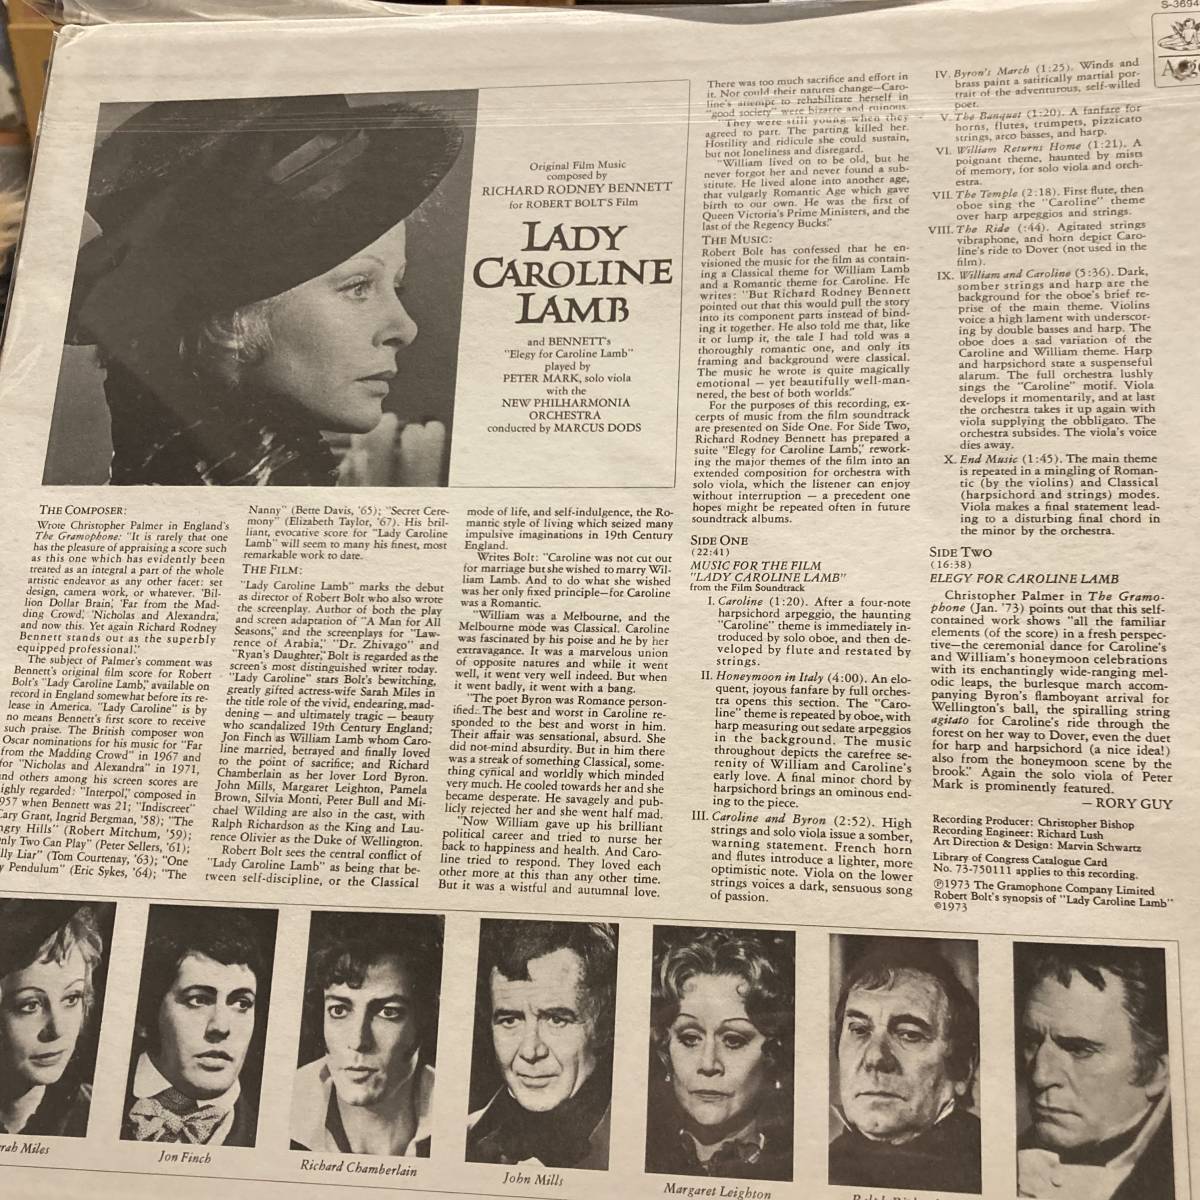 S-3694
Original Film Music
composed by
RICHARD RODNEY BENNETT
for ROBERT BOLT'S Film
LADY
CAROLINE
LAMB
and BENNETT's
"Elegy for Caroline Lamb"
played by
PETER MARK, solo viola
with the
NEW PHILHARMONIA
ORCHESTRA
conducted by MARCUS DODS
THE COMPOSER:
Wrote Christopher Palmer in England's
The Gramophone: "It is rarely that one
has the pleasure of appraising a score such
as this one which has evidently been
treated as an integral a part of the whole
artistic endeavor as any other facet: set
design, camera work, or whatever. 'Bil-
lion Dollar Brain', 'Far from the Mad-
ding Crowd,' 'Nicholas and Alexandra,'
and now this. Yet again Richard Rodney
Bennett stands out as the superbly
equipped professional."
The subject of Palmer's comment was
Bennett's original film score for Robert
Bolt's "Lady Caroline Lamb," available on
record in England somewhat before its re-
lease in America. "Lady Caroline" is by
no means Bennett's first score to receive
such praise. The British composer won
Oscar nominations for his music for "Far
from the Madding Crowd" in 1967 and
for "Nicholas and Alexandra" in 1971,
and others among his screen scores are
ighly regarded: "Interpol," composed in
957 when Bennett was 21; "Indiscreet"
Cary Grant, Ingrid Bergman, '58); "The
ngry Hills" (Robert Mitchum, '59);
nly Two Can Play" (Peter Sellers, '61);
lly Liar" (Tom Courtenay, '63); "One
y Pendulum" (Eric Sykes, '64); "The
Nanny" (Bette Davis, '65); "Secret Cere-
mony" (Elizabeth Taylor, '67). His bril-
liant, evocative score for "Lady Caroline
Lamb" will seem to many his finest, most
remarkable work to date.
THE FILM:
"Lady Caroline Lamb" marks the debut
as director of Robert Bolt who also wrote
the screenplay. Author of both the play
and screen adaptation of "A Man for All
Seasons," and the screenplays for "Law-
rence of Arabia," "Dr. Zhivago" and
"Ryan's Daughter," Bolt is regarded as the
screen's most distinguished writer today.
"Lady Caroline" stars Bolt's bewitching,
greatly gifted actress-wife Sarah Miles in
the title role of the vivid, endearing, mad-
dening — and ultimately tragic — beauty
who scandalized 19th Century England;
Jon Finch as William Lamb whom Caro-
line married, betrayed and finally loved
to the point of sacrifice; and Richard
Chamberlain as her lover Lord Byron.
John Mills, Margaret Leighton, Pamela
Brown, Silvia Monti, Peter Bull and Mi-
chael Wilding are also in the cast, with
Ralph Richardson as the King and Lau-
rence Olivier as the Duke of Wellington.
Robert Bolt sees the central conflict of
"Lady Caroline Lamb" as being that be-
tween self-discipline, or the Classical
mode of life, and self-indulgence, the Ro-
mantic style of living which seized many
impulsive imaginations in 19th Century
England.
Writes Bolt: "Caroline was not cut out
for marriage but she wished to marry Wil-
liam Lamb. And to do what she wished
was her only fixed principle—for Caroline
was a Romantic.
"William was a Melbourne, and the
Melbourne mode was Classical. Caroline
was fascinated by his poise and he by her
extravagance. It was a marvelous union
of opposite natures and while it went
well, it went very well indeed. But when
it went badly, it went with a bang.
"The poet Byron was Romance person-
ified. The best and worst in Caroline re-
sponded to the best and worst in him.
Their affair was sensational, absurd. She
did not mind absurdity. But in him there
was a streak of something Classical, some-
thing cynical and worldly which minded
very much. He cooled towards her and she
became desperate. He savagely and pub-
licly rejected her and she went half mad.
"Now William gave up his brilliant
political career and tried to nurse her
back to happiness and health. And Caro-
line tried to respond. They loved each
other more at this than any other time.
But it was a wistful and autumnal love.
There was too much sacrifice and effort in
it. Nor could their natures change—Caro-
line's attempt to rehabilitate herself in
"good society" were bizarre and ruinous.
"They were still young when they
agreed to part. The parting killed her.
Hostility and ridicule she could sustain,
but not loneliness and disregard.
"William lived on to be old, but he
never forgot her and never found a sub-
stitute. He lived alone into another age,
that vulgarly Romantic Age which gave
birth to our own. He was the first of
Queen Victoria's Prime Ministers, and the
last of the Regency Bucks."
THE MUSIC:
Robert Bolt has confessed that he en-
visioned the music for the film as contain-
ing a Classical theme for William Lamb
and a Romantic theme for Caroline. He
writes: "But Richard Rodney Bennett
pointed out that this would pull the story
into its component parts instead of bind-
ing it together. He also told me that, like
it or lump it, the tale I had told was a
thoroughly romantic one, and only its
framing and background were classical.
The music he wrote is quite magically
emotional — yet beautifully well-man-
nered, the best of both worlds."
For the purposes of this recording, ex-
cerpts of music from the film soundtrack
are presented on Side One. For Side Two,
Richard Rodney Bennett has prepared a
suite "Elegy for Caroline Lamb," rework-
ing the major themes of the film into an
extended composition for orchestra with
solo viola, which the listener can enjoy
without interruption — a precedent one
hopes might be repeated often in future
soundtrack albums.
SIDE ONE
(22:41)
MUSIC FOR THE FILM
"LADY CAROLINE LAMB"
from the Film Soundtrack
I. Caroline (1:20). After a four-note
harpsichord arpeggio, the haunting
"Caroline" theme is immediately in-
troduced by solo oboe, and then de-
veloped by flute and restated by
strings.
II. Honeymoon in Italy (4:00). An elo-
quent, joyous fanfare by full orches-
tra opens this section. The "Caro-
line" theme is repeated by oboe, with
harp measuring out sedate arpeggios
in the background. The music
throughout depicts the carefree se-
renity of William and Caroline's
early love. A final minor chord by
harpsichord brings an ominous end-
ing to the piece.
III. Caroline and Byron (2:52). High
strings and solo viola issue a somber,
warning statement. French horn
and flutes introduce a lighter, more
optimistic note. Viola on the lower
strings voices a dark, sensuous song
of passion.
IV. Byron's March (1:25). Winds and
brass paint a satirically martial por-
trait of the adventurous, self-willed
poet.
V. The Banquet (1:20). A fanfare for
horns, flutes, trumpets, pizzicato
strings, arco basses, and harp.
VI. William Returns Home (1:21). A
poignant theme, haunted by mists
of memory, for solo viola and orch-
estra.
VII. The Temple (2:18). First flute, then
oboe sing the "Caroline" theme
over harp arpeggios and strings.
VIII. The Ride (:44). Agitated strings
vibraphone, and horn depict Caro-
line's ride to Dover (not used in the
film).
IX. William and Caroline (5:36). Dark,
somber strings and harp are the
background for the oboe's brief re-
prise of the main theme. Violins
voice a high lament with underscor-
ing by double basses and harp. The
oboe does a sad variation of the
Caroline and William theme. Harp
and harpsichord state a suspenseful
alarum. The full orchestra lushly
sings the "Caroline" motif. Viola
develops it momentarily, and at last
the orchestra takes it up again with
viola supplying the obbligato. The
orchestra subsides. The viola's voice
dies away.
X. End Music (1:45). The main theme
is repeated in a mingling of Roman-
tic (by the violins) and Classical
(harpsichord and strings) modes.
Viola makes a final statement lead-
ing to a disturbing final chord in
the minor by the orchestra.
SIDE TWO
(16:38)
ELEGY FOR CAROLINE LAMB
Christopher Palmer in The Gramo-
phone (Jan. '73) points out that this self-
contained work shows "all the familiar
elements (of the score) in a fresh perspec-
tive—the ceremonial dance for Caroline's
and William's honeymoon celebrations
with its enchantingly wide-ranging mel-
odic leaps, the burlesque march accom-
panying Byron's flamboyant arrival for
Wellington's ball, the spiralling string
agitato for Caroline's ride through the
forest on her way to Dover, even the duet
for harp and harpsichord (a nice idea!)
also from the honeymoon scene by the
brook." Again the solo viola of Peter
Mark is prominently featured.
— RORY GUY
Recording Producer: Christopher Bishop
Recording Engineer: Richard Lush
Art Direction & Design: Marvin Schwartz
Library of Congress Catalogue Card
No. 73-750111 applies to this recording.
℗1973 The Gramophone Company Limited
Robert Bolt's synopsis of "Lady Caroline Lamb"
©1973
rah Miles
Jon Finch
Richard Chamberlain
John Mills
Margaret Leighton